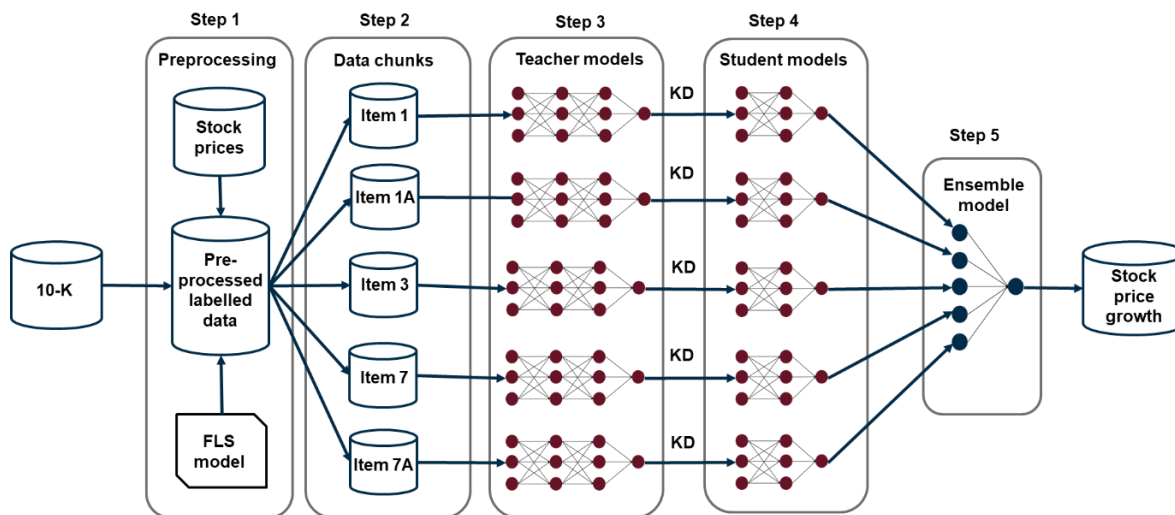 Step 1
Step 2
Step 3
Step 4
Step 5
Preprocessing
Data chunks
Teacher models
Student models
Ensemble
model
10-K
Stock
prices
Pre-
processed
labelled
data
FLS
model
Item 1
Item 1A
Item 3
Item 7
Item 7A
KD
KD
KD
KD
KD
Stock
price
growth